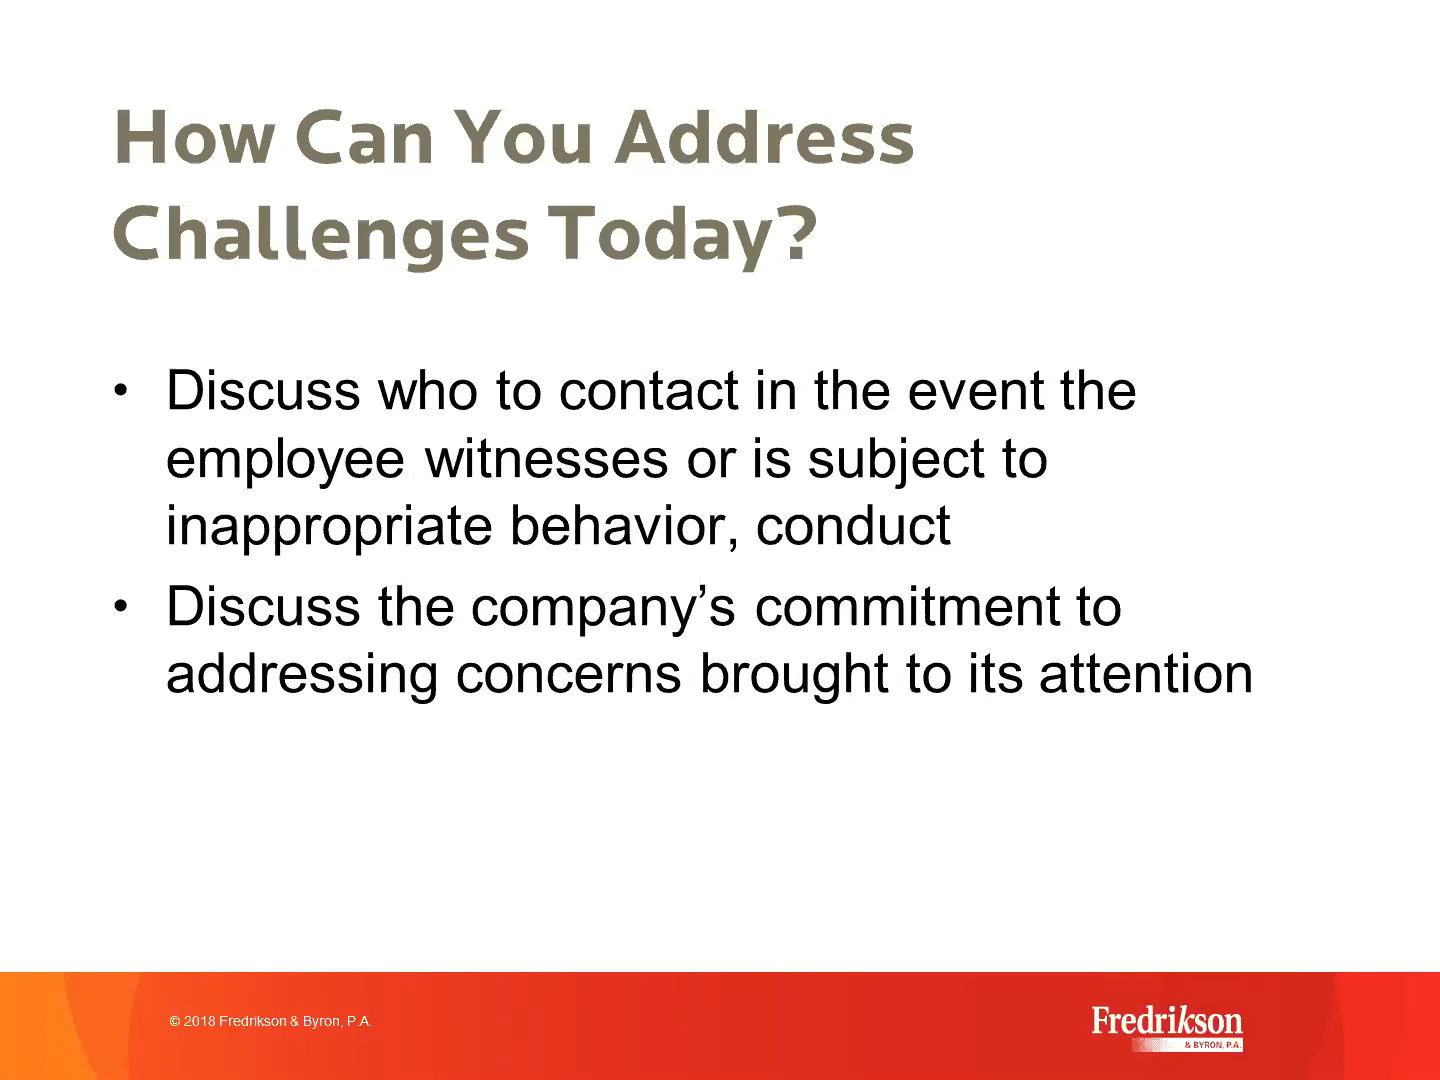 How Can You Address
Challenges Today?
• Discuss who to contact in the event the
employee witnesses or is subject to
inappropriate behavior, conduct
• Discuss the company’s commitment to
addressing concerns brought to its attention
© 2018 Fredrikson & Byron, P.A.
Fredrikson
& BYRON, P.A.